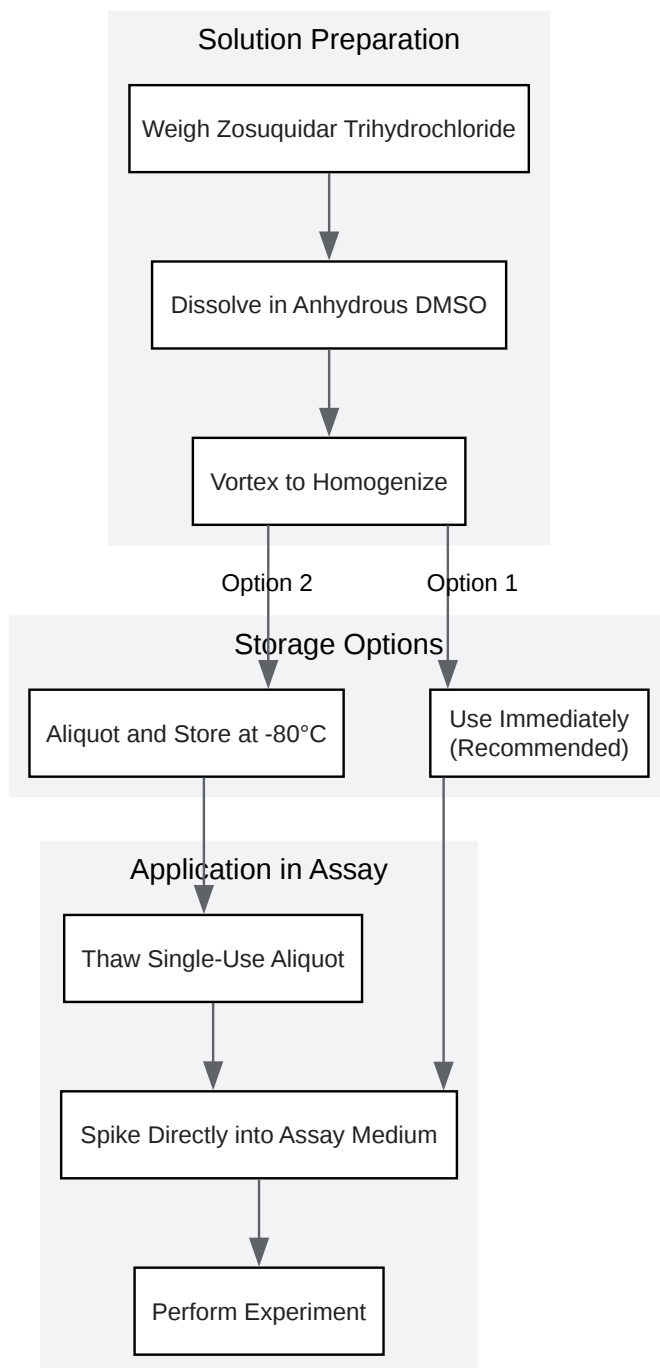 Solution Preparation
Weigh Zosuquidar Trihydrochloride
Dissolve in Anhydrous DMSO
Vortex to Homogenize
Option 2
Option 1
Storage Options
Aliquot and Store at -80°C
Use Immediately
(Recommended)
Application in Assay
Thaw Single-Use Aliquot
Spike Directly into Assay Medium
Perform Experiment